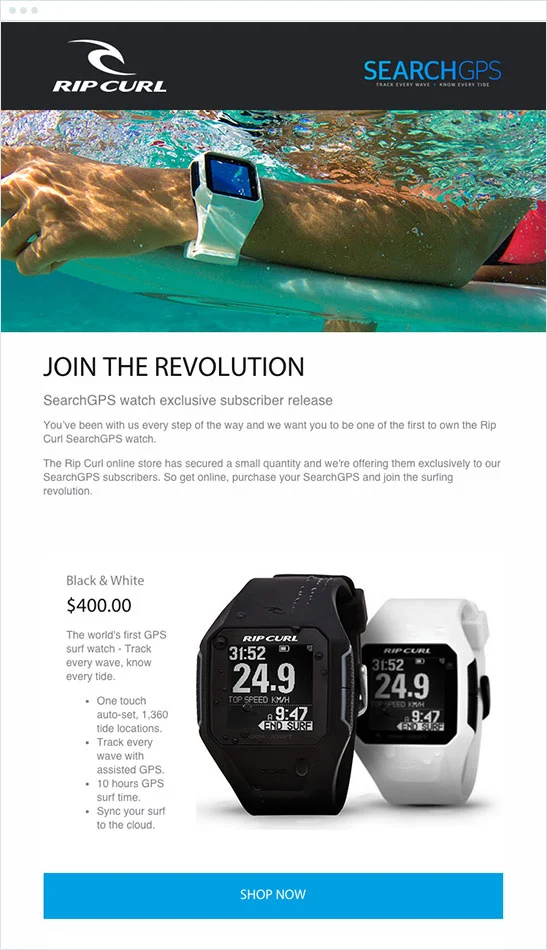 RIP CURL
SEARCHGPS
TRACK EVERY WAVE + KNOW EVERY TIDE
JOIN THE REVOLUTION
SearchGPS watch exclusive subscriber release
You've been with us every step of the way and we want you to be one of the first to own the Rip
Curl SearchGPS watch.
The Rip Curl online store has secured a small quantity and we're offering them exclusively to our
SearchGPS subscribers. So get online, purchase your SearchGPS and join the surfing
revolution.
Black & White
$400.00
The world's first GPS
surf watch - Track
every wave, know
every tide.
• One touch
auto-set, 1,360
tide locations.
• Track every
wave with
assisted GPS.
• 10 hours GPS
surf time.
• Sync your surf
to the cloud.
RIP CURL
31:52
24.9
TOP SPEED KM/H
A 9:47
END SURF
RIP CURL
31:52
24.9
TOP SPEED KM/H
A 9:47
END SURF
SHOP NOW